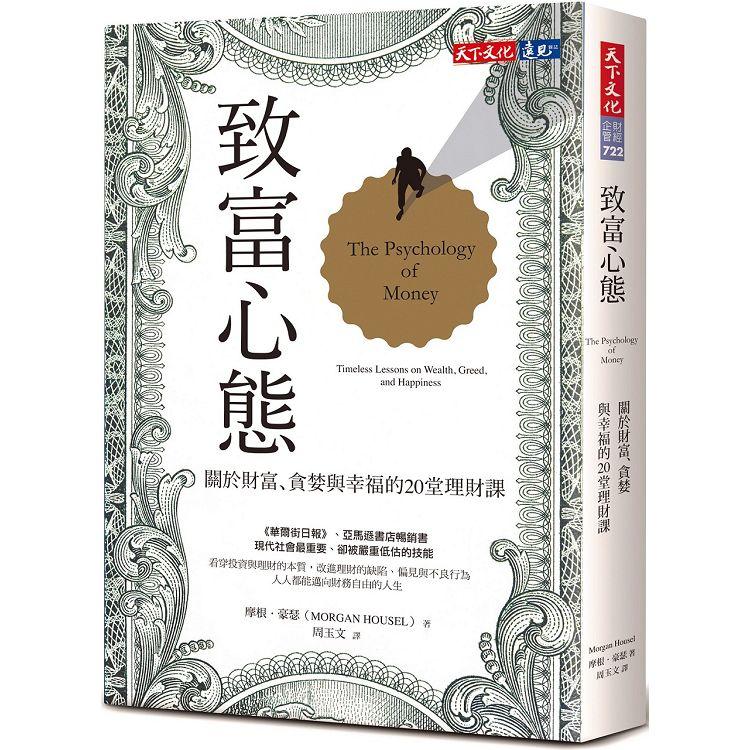 天下文化 遠見雜誌
致富心態
The Psychology
of
Money
Timeless Lessons on Wealth, Greed,
and Happiness
關於財富、貪婪與幸福的20堂理財課
《華爾街日報》、亞馬遜書店暢銷書
現代社會最重要、卻被嚴重低估的技能
看穿投資與理財的本質，改進理財的缺陷、偏見與不良行為
人人都能邁向財務自由的人生
摩根・豪瑟（MORGAN HOUSEL） 著
周玉文 譯
天下文化
財經
企管
722
致富心態
The Psychology
of
Money
關於財富、貪婪
與幸福的20堂理財課
Morgan Housel
摩根・豪瑟 著
周玉文 譯